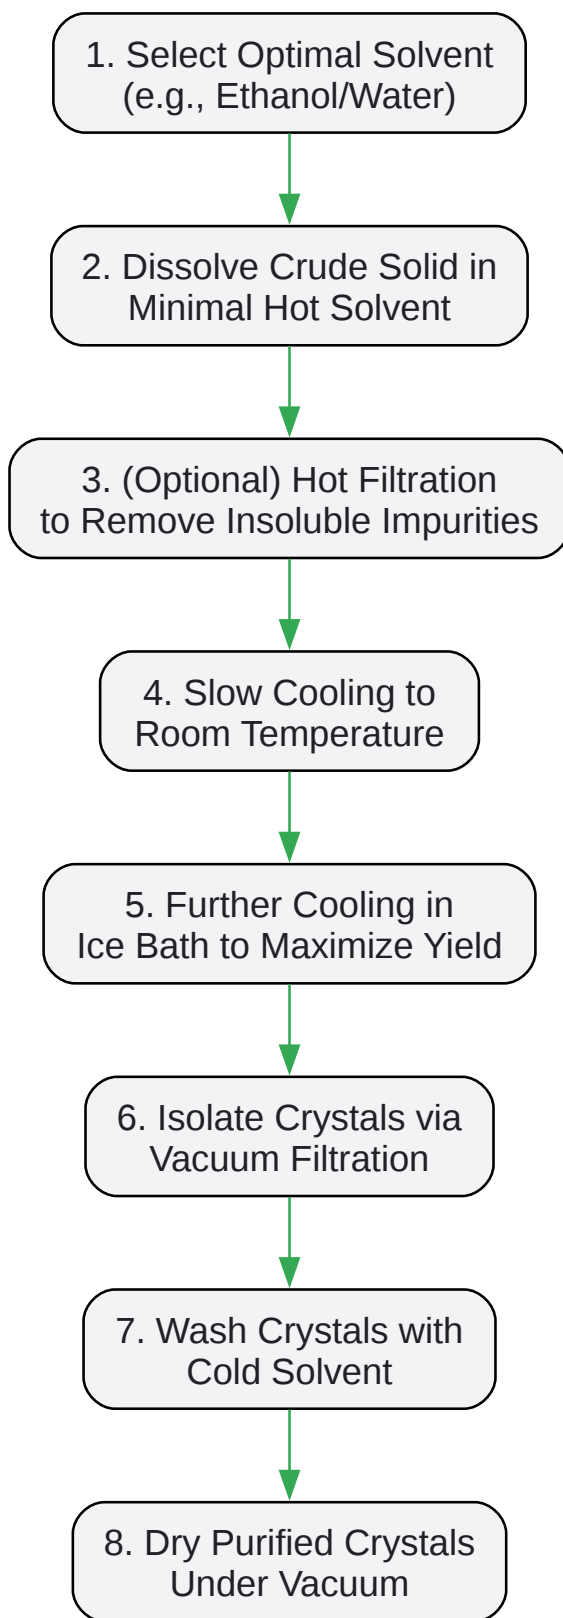 1. Select Optimal Solvent
(e.g., Ethanol/Water)
2. Dissolve Crude Solid in
Minimal Hot Solvent
3. (Optional) Hot Filtration
to Remove Insoluble Impurities
4. Slow Cooling to
Room Temperature
5. Further Cooling in
Ice Bath to Maximize Yield
6. Isolate Crystals via
Vacuum Filtration
7. Wash Crystals with
Cold Solvent
8. Dry Purified Crystals
Under Vacuum